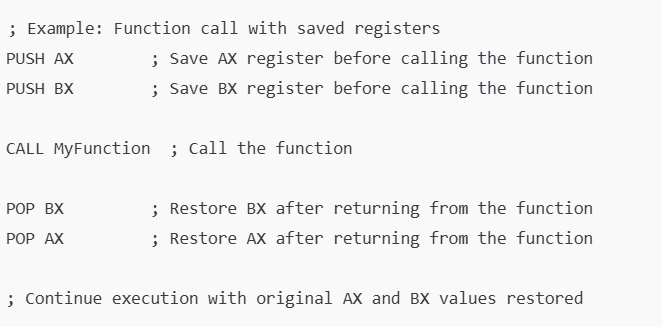 ; Example: Function call with saved registers
PUSH AX        ; Save AX register before calling the function
PUSH BX        ; Save BX register before calling the function
CALL MyFunction  ; Call the function
POP BX         ; Restore BX after returning from the function
POP AX         ; Restore AX after returning from the function
; Continue execution with original AX and BX values restored